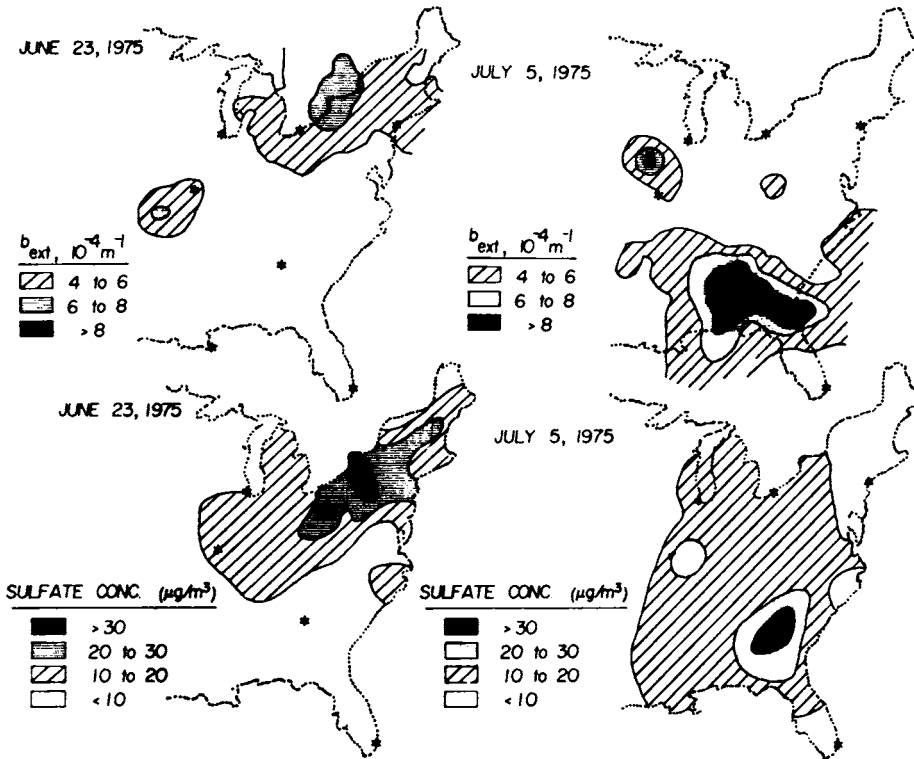 JUNE 23, 1975
b ext, 10⁻⁴ m⁻¹
4 to 6
6 to 8
> 8
JULY 5, 1975
b ext, 10⁻⁴ m⁻¹
4 to 6
6 to 8
> 8
JUNE 23, 1975
SULFATE CONC. (µg/m³)
> 30
20 to 30
10 to 20
< 10
JULY 5, 1975
SULFATE CONC. (µg/m³)
> 30
20 to 30
10 to 20
< 10